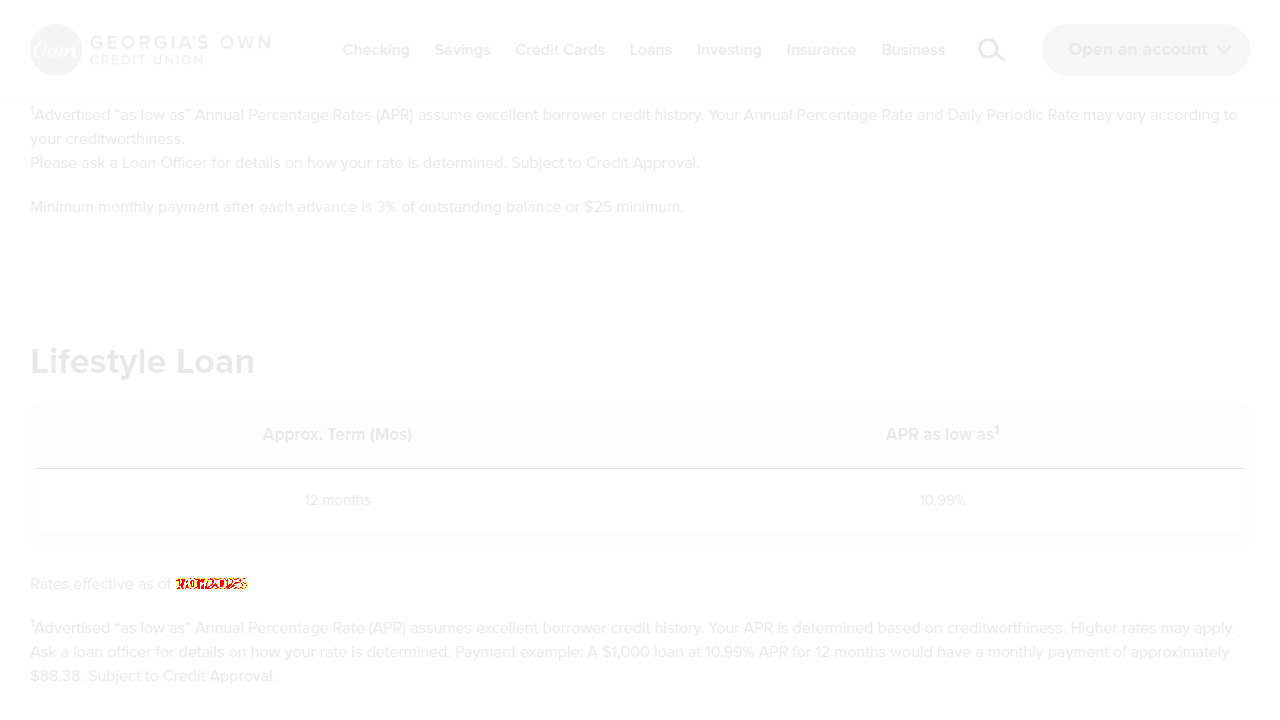 Own GEORGIA'S OWN
CREDIT UNION
Checking Savings Credit Cards Loans Investing Insurance Business Open an account
¹Advertised “as low as” Annual Percentage Rates (APR) assume excellent borrower credit history. Your Annual Percentage Rate and Daily Periodic Rate may vary according to
your creditworthiness.
Please ask a Loan Officer for details on how your rate is determined. Subject to Credit Approval.
Minimum monthly payment after each advance is 3% of outstanding balance or $25 minimum.
Lifestyle Loan
Approx. Term (Mos) APR as low as¹
12 months 10.99%
Rates effective as of
¹Advertised “as low as” Annual Percentage Rate (APR) assumes excellent borrower credit history. Your APR is determined based on creditworthiness. Higher rates may apply.
Ask a loan officer for details on how your rate is determined. Payment example: A $1,000 loan at 10.99% APR for 12 months would have a monthly payment of approximately
$88.38. Subject to Credit Approval.